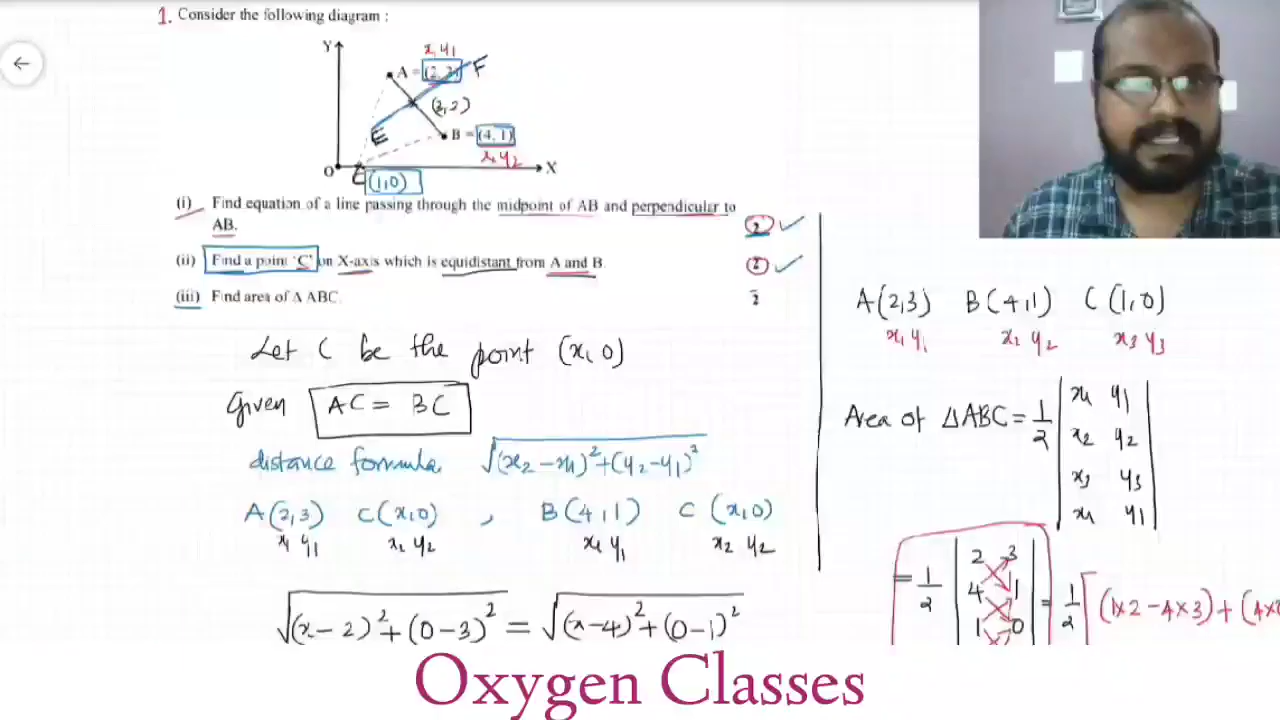 1. Consider the following diagram :
Y
x, y1
A = (2, 3) F
(3,2)
E
B = (4, 1)
x, y2
O C X
(1,0)
(i) Find equation of a line passing through the midpoint of AB and perpendicular to
AB. 2
(ii) Find a point 'C' on X-axis which is equidistant from A and B. 2
(iii) Find area of Δ ABC. 2
Let C be the point (x, 0)
Given AC = BC
distance formula √(x2-x1)²+(y2-y1)²
A(2,3) C(x,0) , B(4,1) C(x,0)
x1 y1 x2 y2 x1 y1 x2 y2
√(x-2)²+(0-3)² = √(x-4)²+(0-1)²
A(2,3) B(4,1) C(1,0)
x1 y1 x2 y2 x3 y3
Area of ΔABC = 1/2 | x1 y1
x2 y2
x3 y3
x1 y1 |
= 1/2 | 2 3
4 1
1 0 | = 1/2 [(1×2-4×3)+(4×
Oxygen Classes